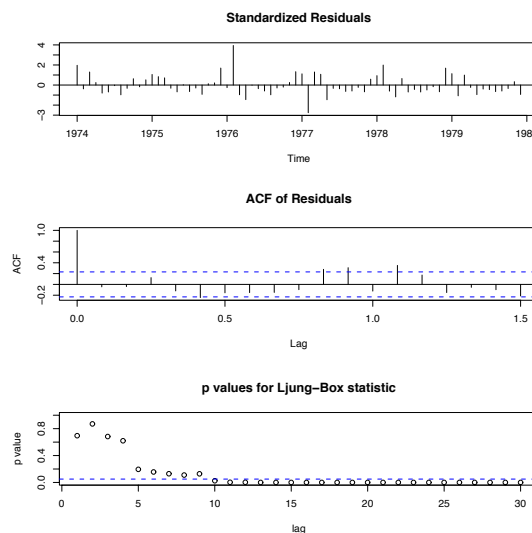 Standardized Residuals
4
2
0
−3
1974 1975 1976 1977 1978 1979 198
Time
ACF of Residuals
1.0
0.4
−0.2
ACF
0.0 0.5 1.0 1.5
Lag
p values for Ljung−Box statistic
0.8
0.4
0.0
p value
0 5 10 15 20 25 30
lag